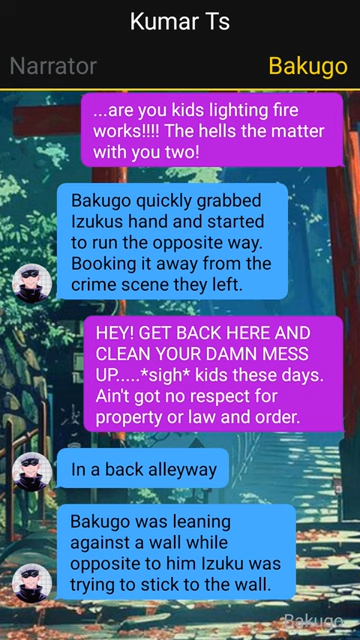 Kumar Ts
Narrator
Bakugo
...are you kids lighting fire
works!!!! The hells the matter
with you two!
Bakugo quickly grabbed
Izukus hand and started
to run the opposite way.
Booking it away from the
crime scene they left.
HEY! GET BACK HERE AND
CLEAN YOUR DAMN MESS
UP.....*sigh* kids these days.
Ain't got no respect for
property or law and order.
In a back alleyway
Bakugo was leaning
against a wall while
opposite to him Izuku was
trying to stick to the wall.
Bakugo